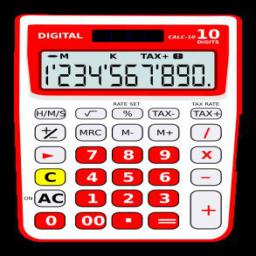 DIGITAL CALC-10 10 DIGITS
M K TAX+
1'234'567'890.
RATE SET TAX RATE
H/M/S √ % TAX- TAX+
+/- MRC M- M+ /
► 7 8 9 X
C 4 5 6 −
ON AC 1 2 3 +
0 00 . =